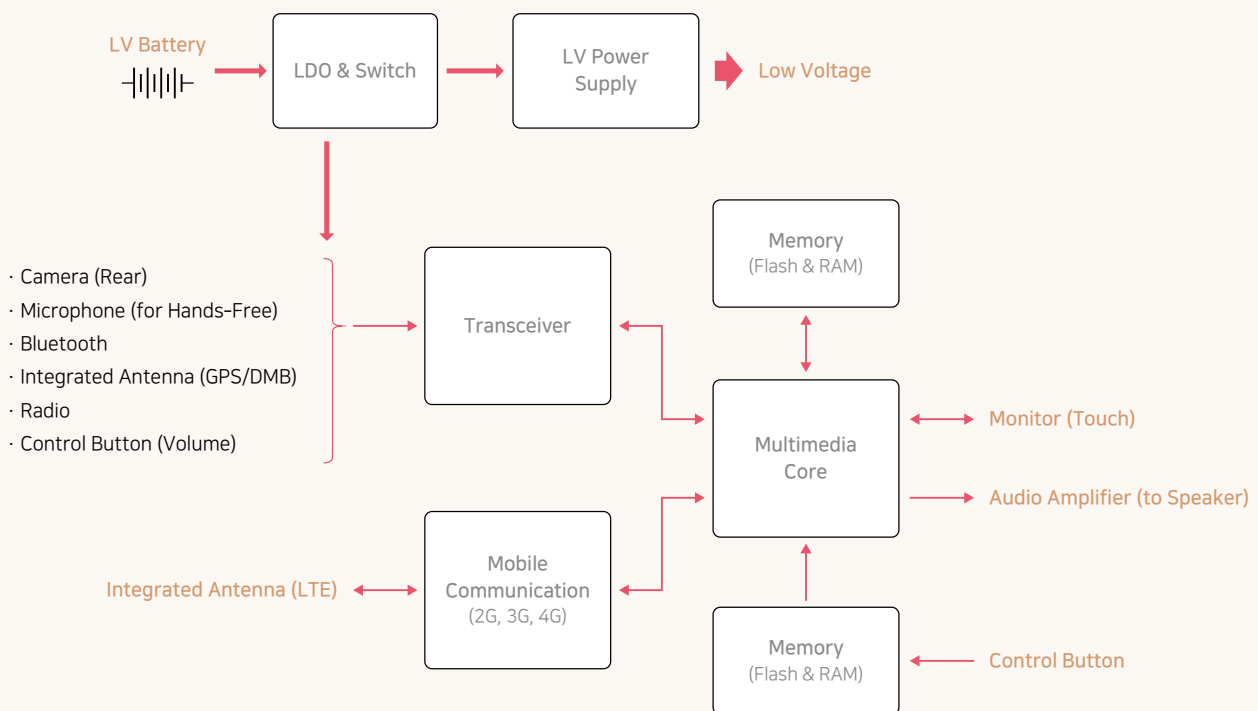 LV Battery
LDO & Switch
LV Power
Supply
Low Voltage
Memory
(Flash & RAM)
· Camera (Rear)
· Microphone (for Hands-Free)
· Bluetooth
· Integrated Antenna (GPS/DMB)
· Radio
· Control Button (Volume)
Transceiver
Multimedia
Core
Monitor (Touch)
Audio Amplifier (to Speaker)
Integrated Antenna (LTE)
Mobile
Communication
(2G, 3G, 4G)
Memory
(Flash & RAM)
Control Button